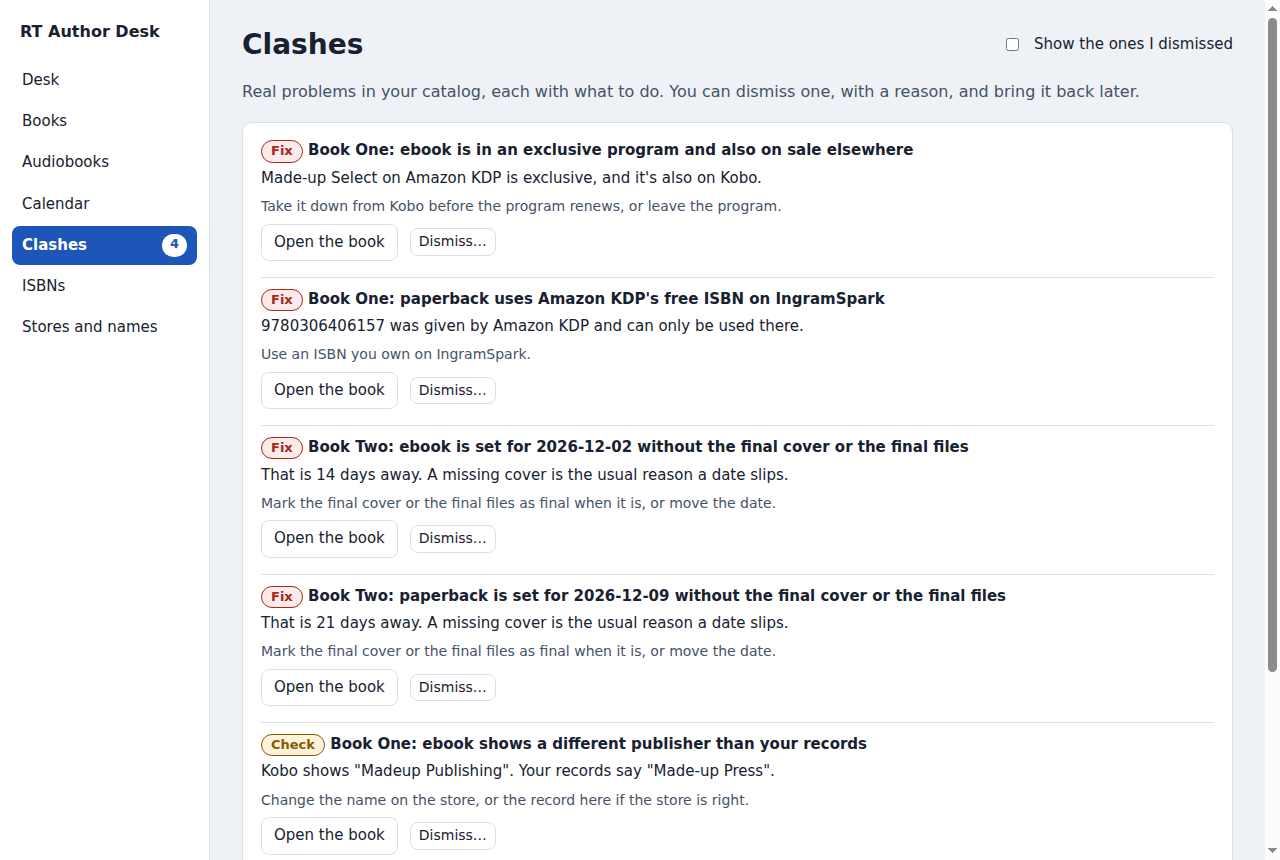 RT Author Desk
Desk
Books
Audiobooks
Calendar
Clashes 4
ISBNs
Stores and names
Clashes
Show the ones I dismissed
Real problems in your catalog, each with what to do. You can dismiss one, with a reason, and bring it back later.
Fix Book One: ebook is in an exclusive program and also on sale elsewhere
Made-up Select on Amazon KDP is exclusive, and it's also on Kobo.
Take it down from Kobo before the program renews, or leave the program.
Open the book Dismiss...
Fix Book One: paperback uses Amazon KDP's free ISBN on IngramSpark
9780306406157 was given by Amazon KDP and can only be used there.
Use an ISBN you own on IngramSpark.
Open the book Dismiss...
Fix Book Two: ebook is set for 2026-12-02 without the final cover or the final files
That is 14 days away. A missing cover is the usual reason a date slips.
Mark the final cover or the final files as final when it is, or move the date.
Open the book Dismiss...
Fix Book Two: paperback is set for 2026-12-09 without the final cover or the final files
That is 21 days away. A missing cover is the usual reason a date slips.
Mark the final cover or the final files as final when it is, or move the date.
Open the book Dismiss...
Check Book One: ebook shows a different publisher than your records
Kobo shows "Madeup Publishing". Your records say "Made-up Press".
Change the name on the store, or the record here if the store is right.
Open the book Dismiss...